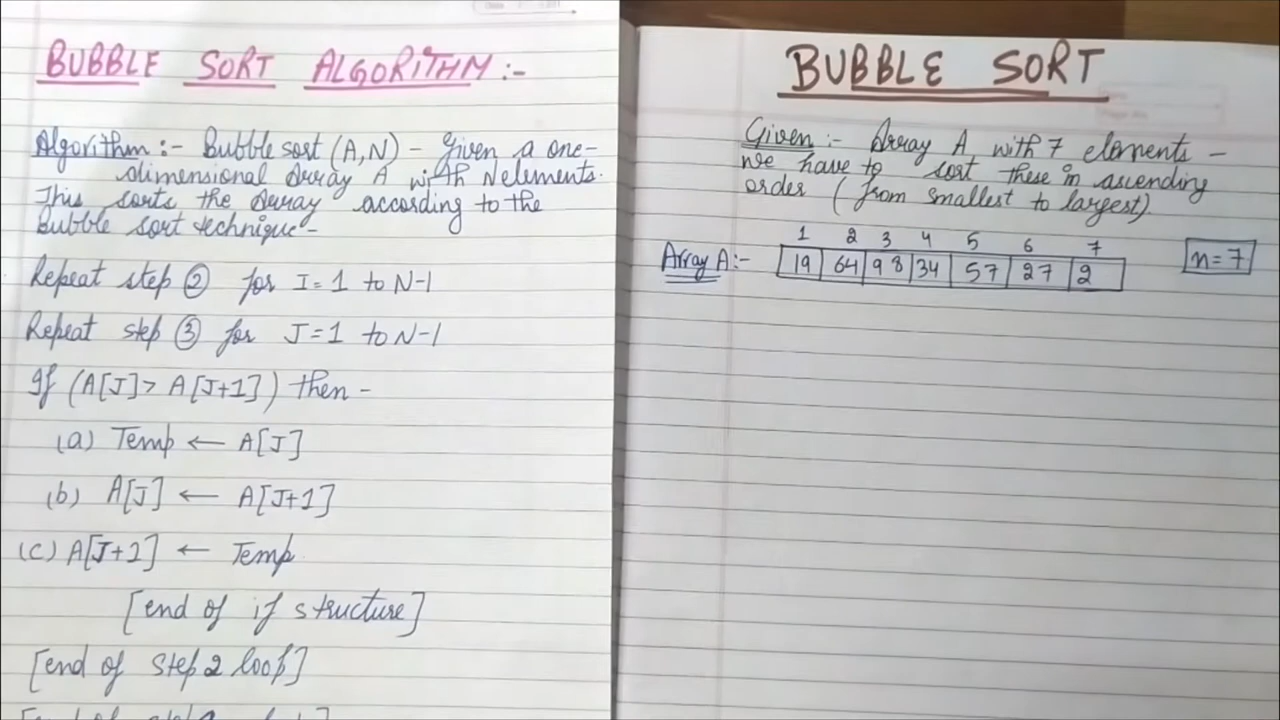 BUBBLE SORT ALGORITHM :-
Algorithm :- Bubble sort (A,N) - Given a one-
dimensional Array A with N elements.
This sorts the Array according to the
Bubble sort technique-
Repeat step ② for I = 1 to N-1
Repeat step ③ for J = 1 to N-1
If (A[J] > A[J+1]) then -
(a) Temp ← A[J]
(b) A[J] ← A[J+1]
(c) A[J+1] ← Temp
[end of if structure]
[end of step 2 loop]
BUBBLE SORT
Given :- Array A with 7 elements -
we have to sort these in ascending
order (from smallest to largest).
1 2 3 4 5 6 7
Array A :- 19 64 98 34 57 27 2
n = 7